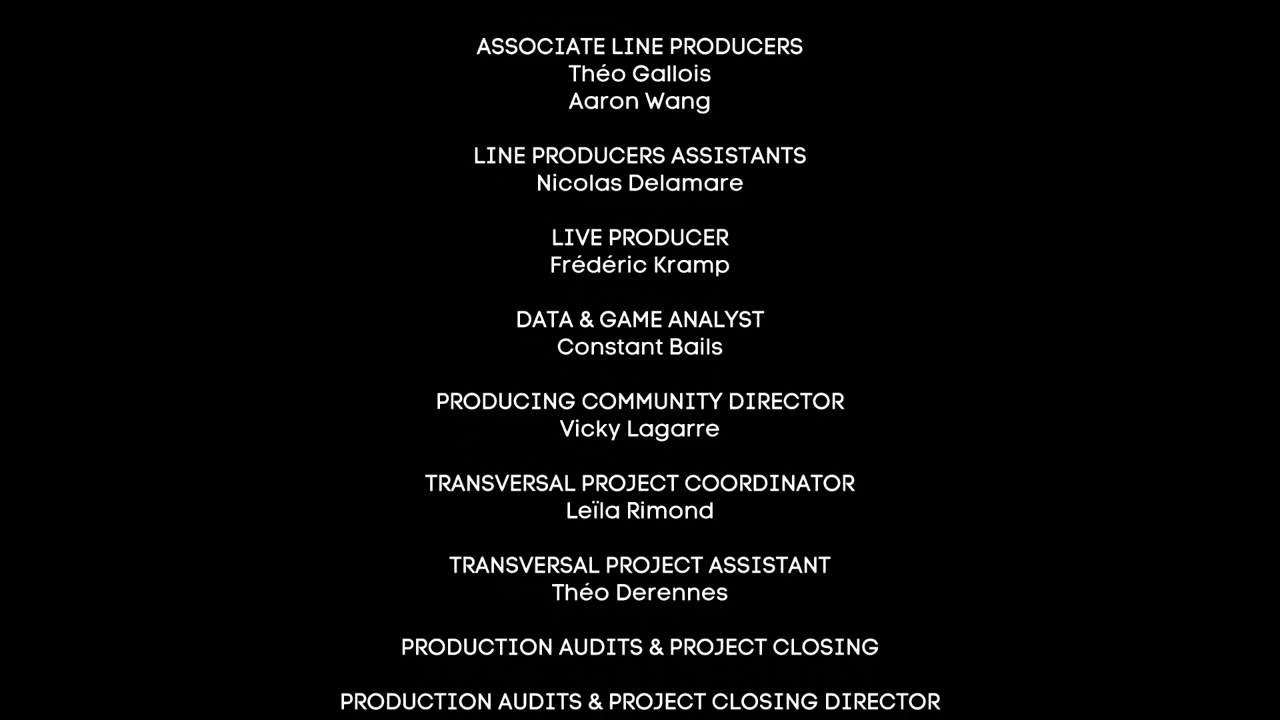 ASSOCIATE LINE PRODUCERS
Théo Gallois
Aaron Wang
LINE PRODUCERS ASSISTANTS
Nicolas Delamare
LIVE PRODUCER
Frédéric Kramp
DATA & GAME ANALYST
Constant Bails
PRODUCING COMMUNITY DIRECTOR
Vicky Lagarre
TRANSVERSAL PROJECT COORDINATOR
Leïla Rimond
TRANSVERSAL PROJECT ASSISTANT
Théo Derennes
PRODUCTION AUDITS & PROJECT CLOSING
PRODUCTION AUDITS & PROJECT CLOSING DIRECTOR